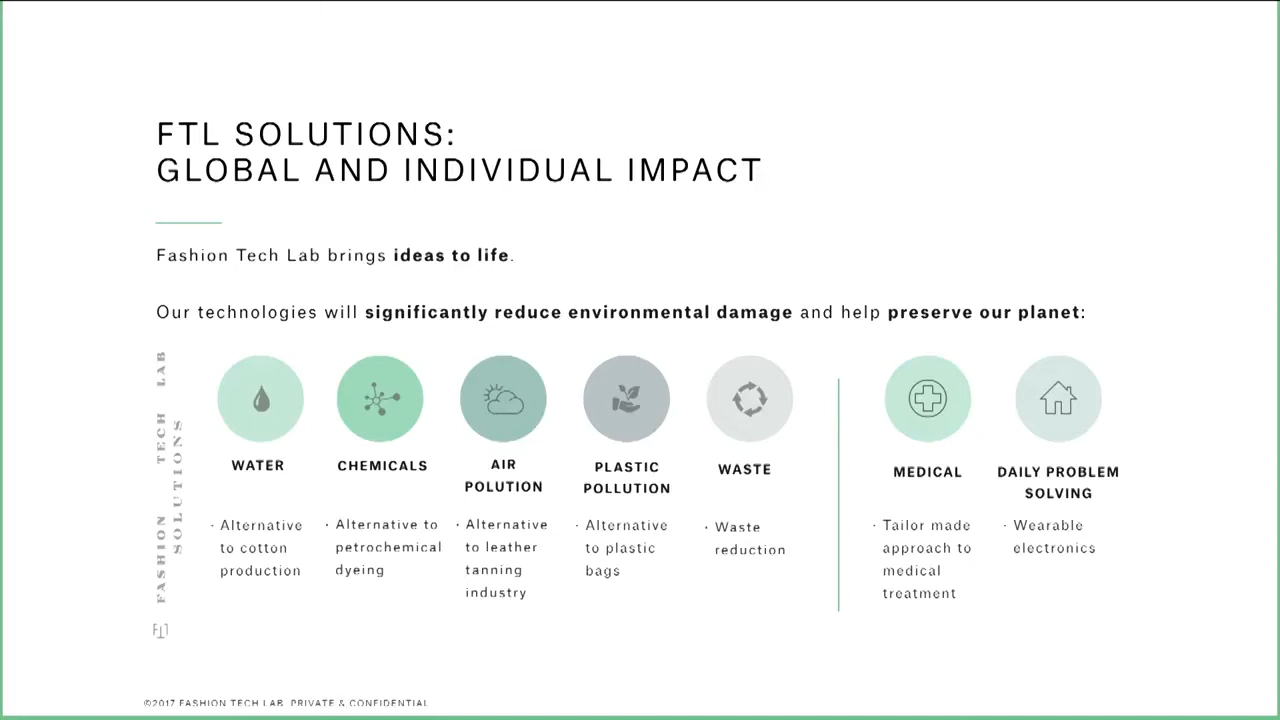 FTL SOLUTIONS:
GLOBAL AND INDIVIDUAL IMPACT
Fashion Tech Lab brings ideas to life.
Our technologies will significantly reduce environmental damage and help preserve our planet:
FASHION TECH LAB
SOLUTIONS
FTL
WATER
· Alternative
to cotton
production
CHEMICALS
· Alternative to
petrochemical
dyeing
AIR
POLUTION
· Alternative
to leather
tanning
industry
PLASTIC
POLLUTION
· Alternative
to plastic
bags
WASTE
· Waste
reduction
MEDICAL
· Tailor made
approach to
medical
treatment
DAILY PROBLEM
SOLVING
· Wearable
electronics
©2017 FASHION TECH LAB. PRIVATE & CONFIDENTIAL